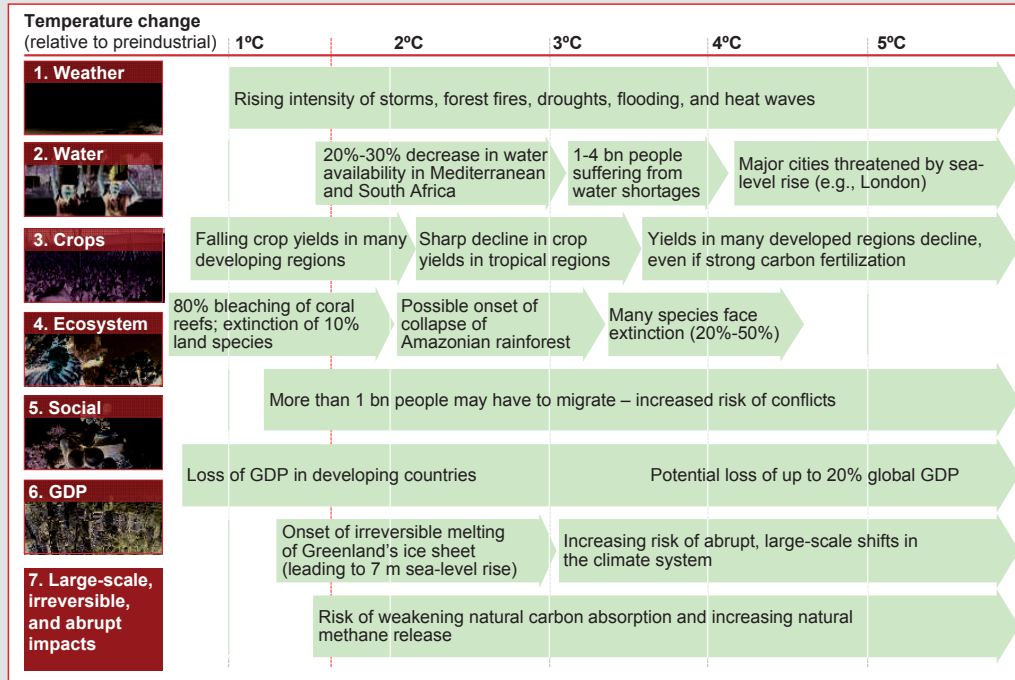 Temperature change
(relative to preindustrial)
1ºC
2ºC
3ºC
4ºC
5ºC
1. Weather
Rising intensity of storms, forest fires, droughts, flooding, and heat waves
2. Water
20%-30% decrease in water
availability in Mediterranean
and South Africa
1-4 bn people
suffering from
water shortages
Major cities threatened by sea-
level rise (e.g., London)
3. Crops
Falling crop yields in many
developing regions
Sharp decline in crop
yields in tropical regions
Yields in many developed regions decline,
even if strong carbon fertilization
4. Ecosystem
80% bleaching of coral
reefs; extinction of 10%
land species
Possible onset of
collapse of
Amazonian rainforest
Many species face
extinction (20%-50%)
5. Social
More than 1 bn people may have to migrate – increased risk of conflicts
6. GDP
Loss of GDP in developing countries
Potential loss of up to 20% global GDP
7. Large-scale,
irreversible,
and abrupt
impacts
Onset of irreversible melting
of Greenland's ice sheet
(leading to 7 m sea-level rise)
Increasing risk of abrupt, large-scale shifts in
the climate system
Risk of weakening natural carbon absorption and increasing natural
methane release